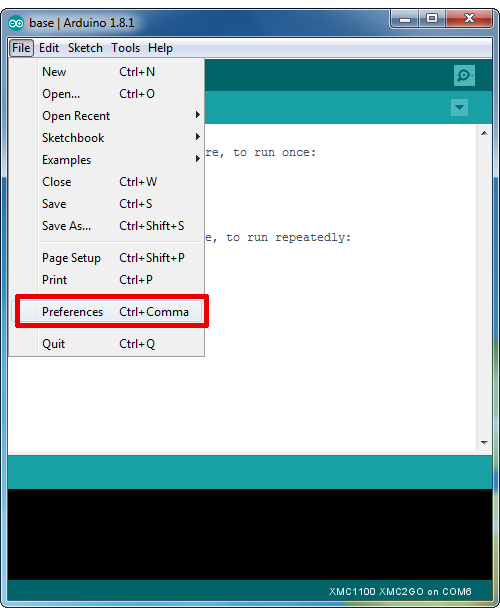 base | Arduino 1.8.1
File Edit Sketch Tools Help
New Ctrl+N
Open... Ctrl+O
Open Recent
Sketchbook
Examples
Close Ctrl+W
Save Ctrl+S
Save As... Ctrl+Shift+S
Page Setup Ctrl+Shift+P
Print Ctrl+P
Preferences Ctrl+Comma
Quit Ctrl+Q
re, to run once:
e, to run repeatedly:
XMC1100 XMC2GO on COM6